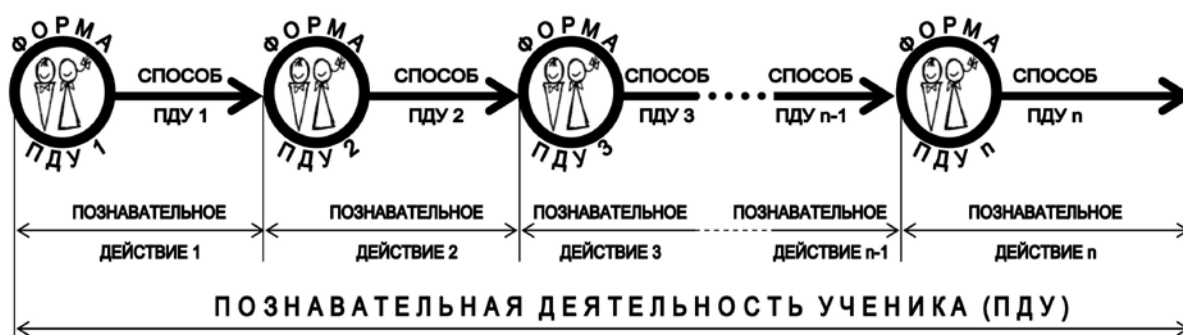 ФОРМА ФОРМА ФОРМА ФОРМА
СПОСОБ СПОСОБ СПОСОБ СПОСОБ СПОСОБ
ПДУ 1 ПДУ 2 ПДУ 3 ПДУ n-1 ПДУ n
ПДУ 1 ПДУ 2 ПДУ 3 ПДУ n
ПОЗНАВАТЕЛЬНОЕ ПОЗНАВАТЕЛЬНОЕ ПОЗНАВАТЕЛЬНОЕ ПОЗНАВАТЕЛЬНОЕ ПОЗНАВАТЕЛЬНОЕ
ДЕЙСТВИЕ 1 ДЕЙСТВИЕ 2 ДЕЙСТВИЕ 3 ДЕЙСТВИЕ n-1 ДЕЙСТВИЕ n
ПОЗНАВАТЕЛЬНАЯ ДЕЯТЕЛЬНОСТЬ УЧЕНИКА (ПДУ)